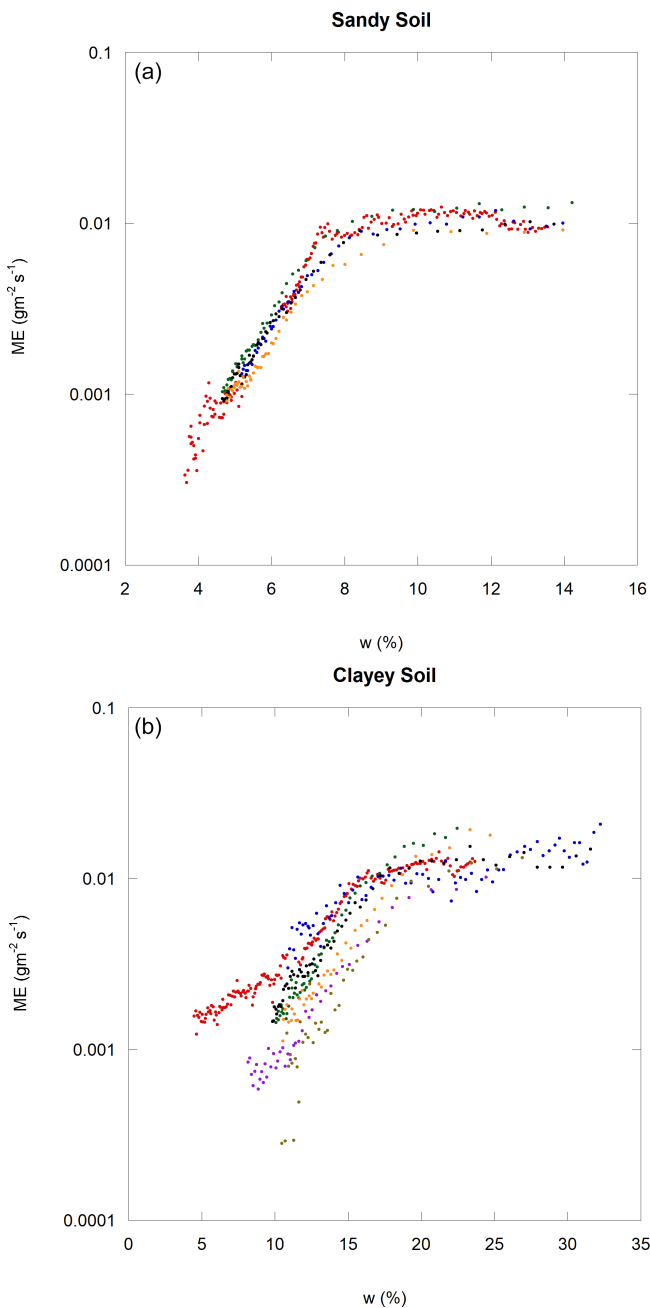 Sandy Soil
(a)
0.1
0.01
0.001
0.0001
ME (gm⁻² s⁻¹)
2 4 6 8 10 12 14 16
w (%)
Clayey Soil
(b)
0.1
0.01
0.001
0.0001
ME (gm⁻² s⁻¹)
0 5 10 15 20 25 30 35
w (%)